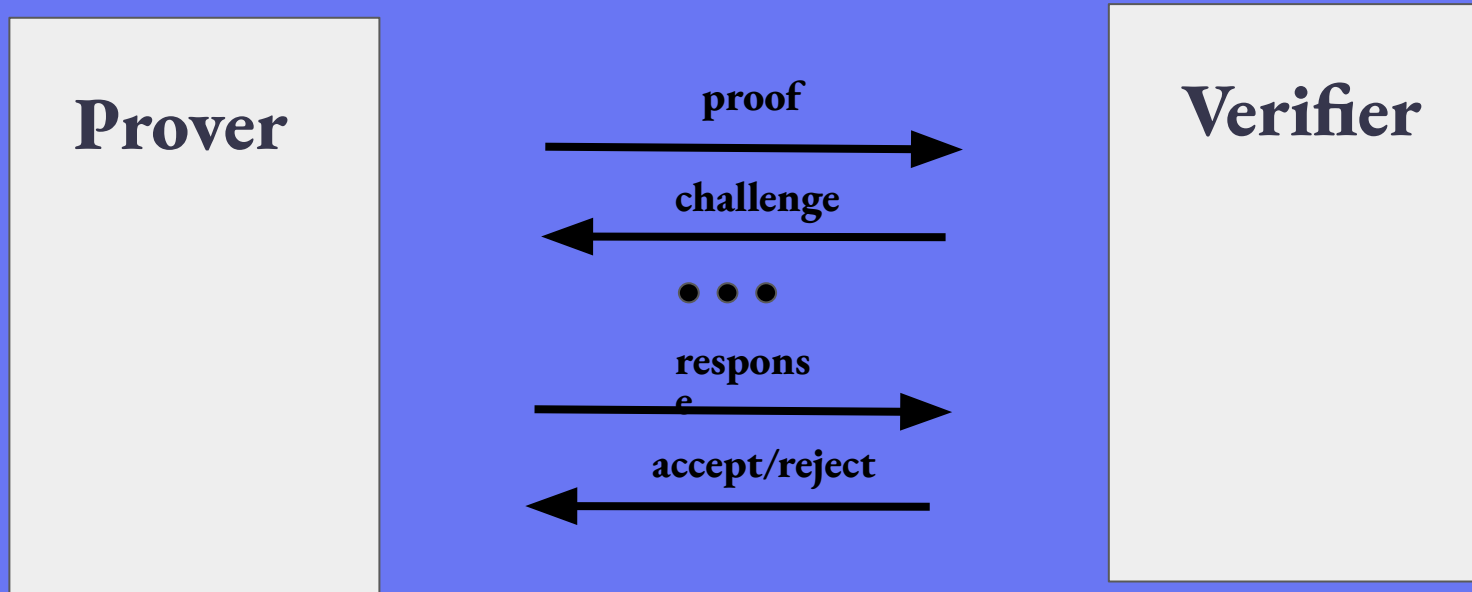 Prover
Verifier
proof
challenge
respons
e
accept/reject